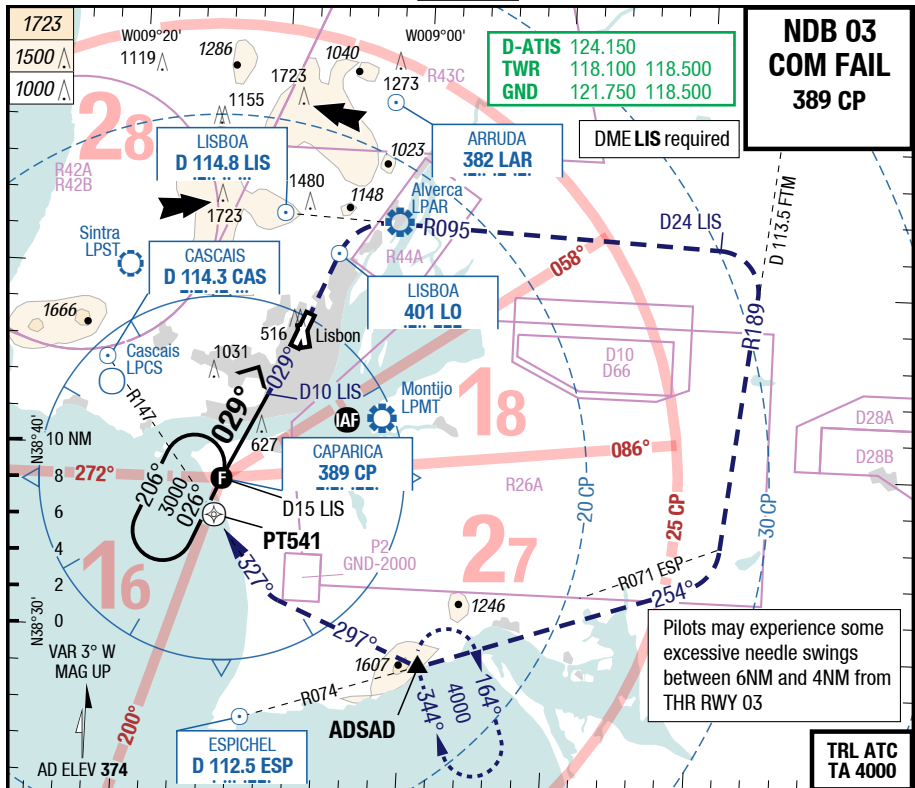 1723
1500
1000
W009°20'
W009°00'
1119
1286
1040
1723
1273
1155
R43C
28
D-ATIS 124.150
TWR 118.100 118.500
GND 121.750 118.500
NDB 03
COM FAIL
389 CP
DME LIS required
LISBOA
D 114.8 LIS
ARRUDA
382 LAR
R42A
R42B
1023
1480
1148
1723
Alverca
LPAR
R095
D24 LIS
D 113.5 FTM
Sintra
LPST
R44A
058°
CASCAIS
D 114.3 CAS
LISBOA
401 LO
R189
1666
516
Lisbon
Cascais
LPCS
1031
029°
029°
D10 LIS
D10
D66
R147
IAF
Montijo
LPMT
18
D28A
D28B
N38°40'
10 NM
8
6
4
2
0
N38°30'
627
CAPARICA
389 CP
086°
272°
206°
3000
026°
F
D15 LIS
R26A
20 CP
25 CP
30 CP
PT541
16
P2
GND-2000
27
327°
R071 ESP
254°
1246
297°
Pilots may experience some
excessive needle swings
between 6NM and 4NM from
THR RWY 03
VAR 3° W
MAG UP
1607
R074
164°
4000
344°
ADSAD
200°
ESPICHEL
D 112.5 ESP
AD ELEV 374
TRL ATC
TA 4000